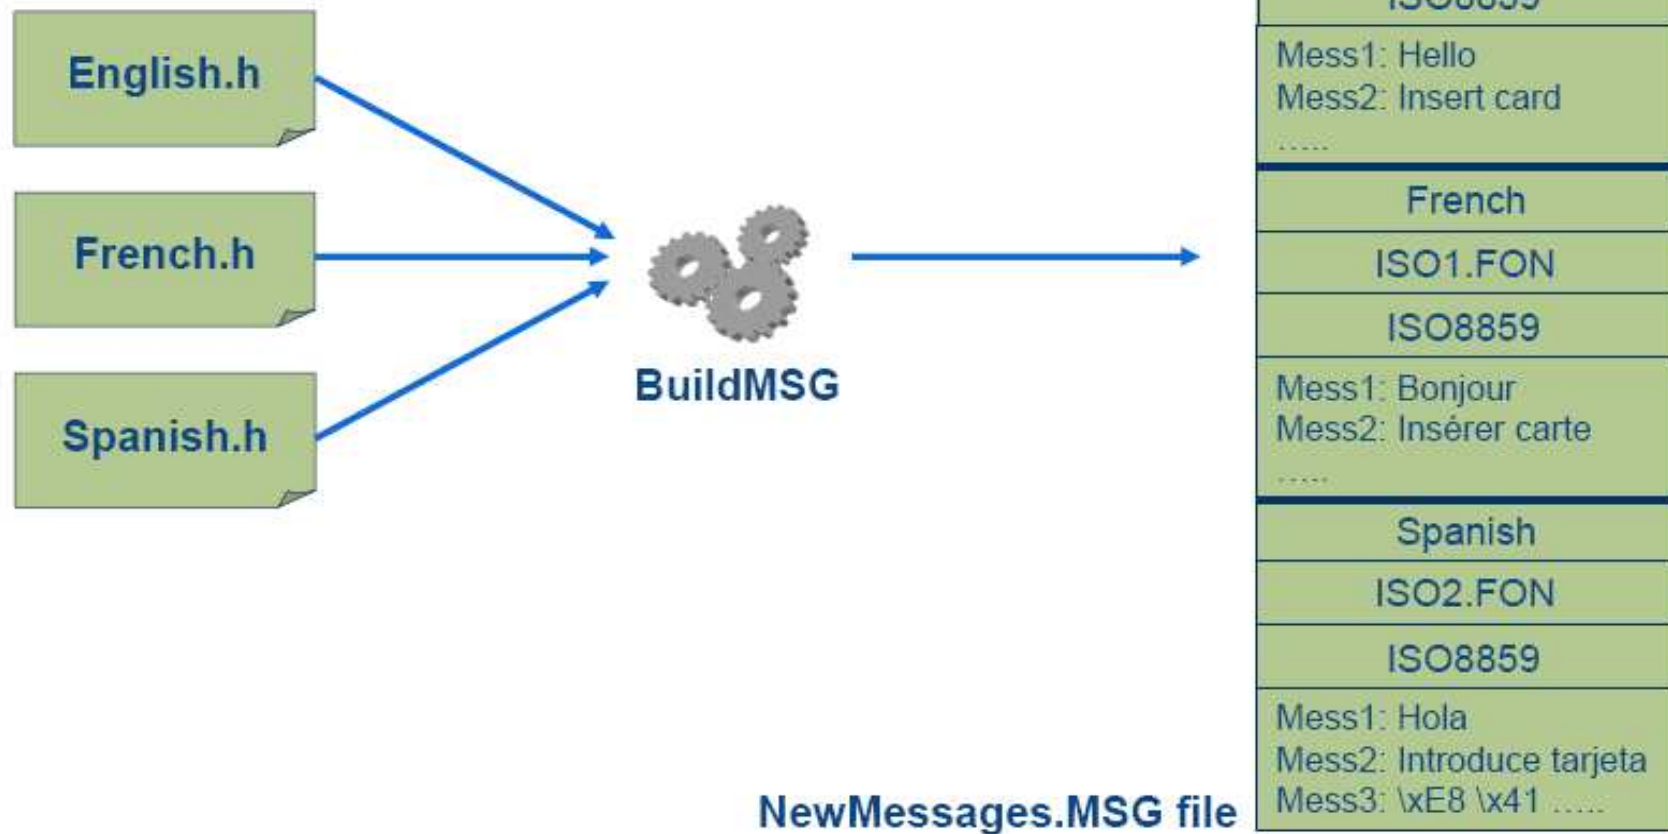 English.h
French.h
Spanish.h
BuildMSG
NewMessages.MSG file
ISO8859
Mess1: Hello
Mess2: Insert card
.....
French
ISO1.FON
ISO8859
Mess1: Bonjour
Mess2: Insérer carte
.....
Spanish
ISO2.FON
ISO8859
Mess1: Hola
Mess2: Introduce tarjeta
Mess3: \xE8 \x41 .....